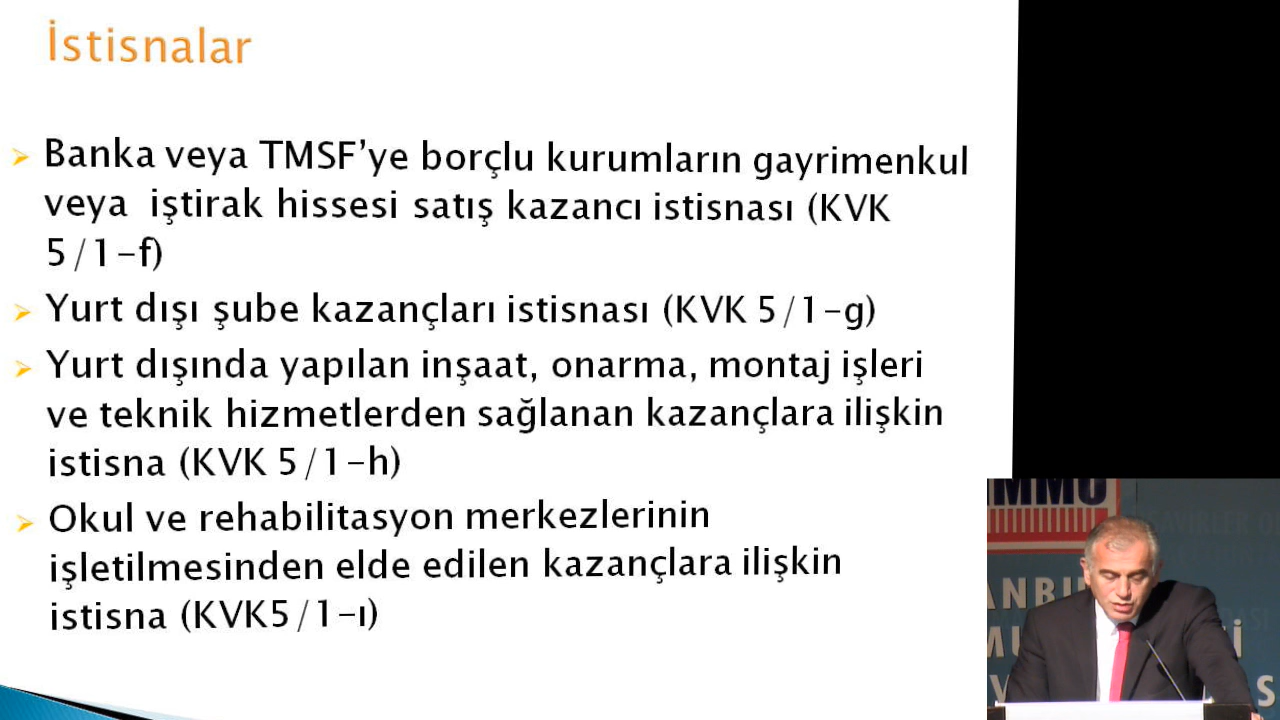 İstisnalar
Banka veya TMSF’ye borçlu kurumların gayrimenkul
veya iştirak hissesi satış kazancı istisnası (KVK
5/1-f)
Yurt dışı şube kazançları istisnası (KVK 5/1-g)
Yurt dışında yapılan inşaat, onarma, montaj işleri
ve teknik hizmetlerden sağlanan kazançlara ilişkin
istisna (KVK 5/1-h)
Okul ve rehabilitasyon merkezlerinin
işletilmesinden elde edilen kazançlara ilişkin
istisna (KVK5/1-ı)